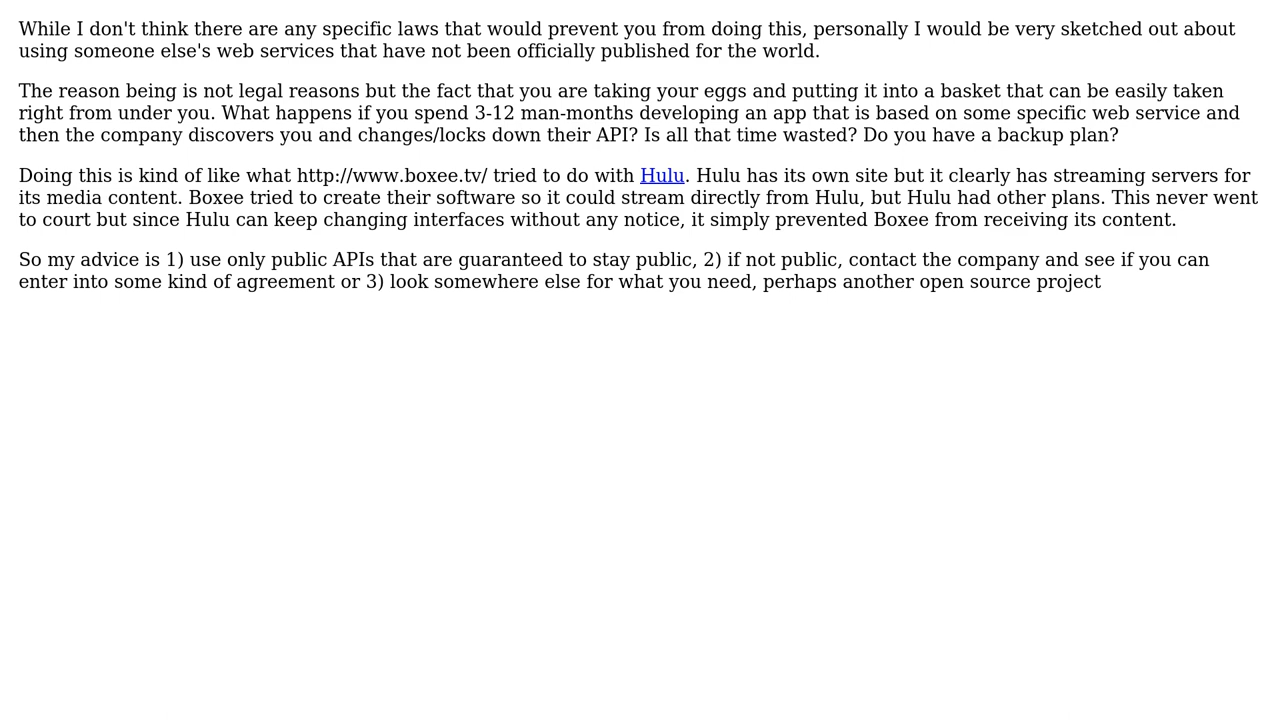 While I don't think there are any specific laws that would prevent you from doing this, personally I would be very sketched out about
using someone else's web services that have not been officially published for the world.
The reason being is not legal reasons but the fact that you are taking your eggs and putting it into a basket that can be easily taken
right from under you. What happens if you spend 3-12 man-months developing an app that is based on some specific web service and
then the company discovers you and changes/locks down their API? Is all that time wasted? Do you have a backup plan?
Doing this is kind of like what http://www.boxee.tv/ tried to do with Hulu. Hulu has its own site but it clearly has streaming servers for
its media content. Boxee tried to create their software so it could stream directly from Hulu, but Hulu had other plans. This never went
to court but since Hulu can keep changing interfaces without any notice, it simply prevented Boxee from receiving its content.
So my advice is 1) use only public APIs that are guaranteed to stay public, 2) if not public, contact the company and see if you can
enter into some kind of agreement or 3) look somewhere else for what you need, perhaps another open source project